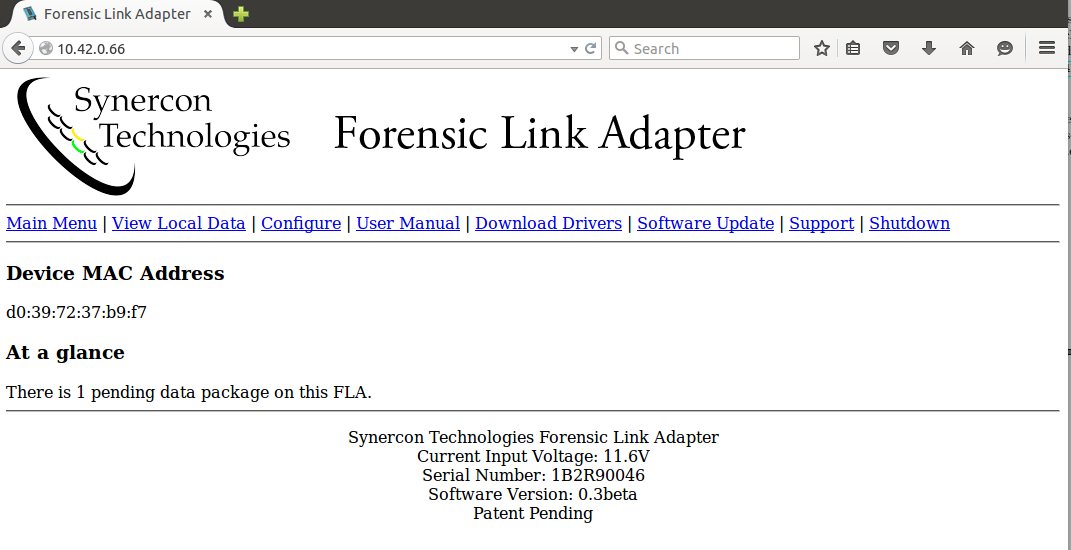 Forensic Link Adapter
10.42.0.66
Search
Synercon
Technologies
Forensic Link Adapter
Main Menu | View Local Data | Configure | User Manual | Download Drivers | Software Update | Support | Shutdown
Device MAC Address
d0:39:72:37:b9:f7
At a glance
There is 1 pending data package on this FLA.
Synercon Technologies Forensic Link Adapter
Current Input Voltage: 11.6V
Serial Number: 1B2R90046
Software Version: 0.3beta
Patent Pending